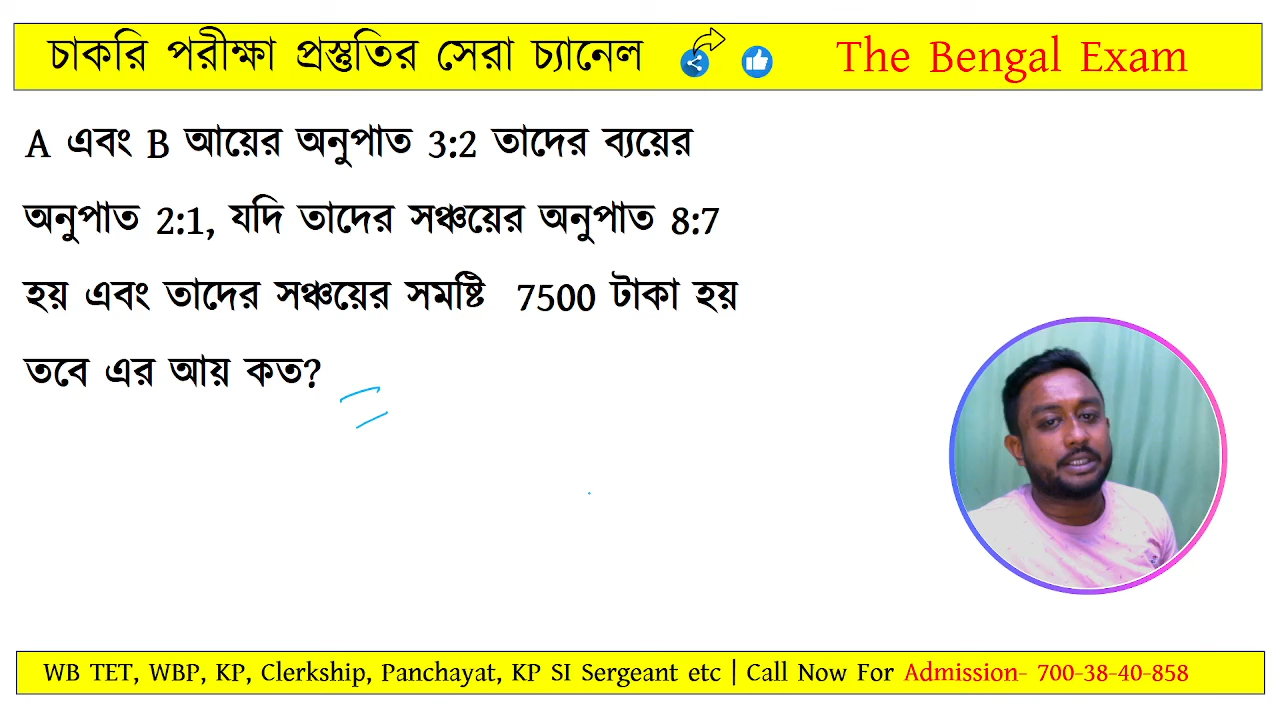 চাকরি পরীক্ষা প্রস্তুতির সেরা চ্যানেল The Bengal Exam
A এবং B আয়ের অনুপাত 3:2 তাদের ব্যয়ের
অনুপাত 2:1, যদি তাদের সঞ্চয়ের অনুপাত 8:7
হয় এবং তাদের সঞ্চয়ের সমষ্টি 7500 টাকা হয়
তবে এর আয় কত?
WB TET, WBP, KP, Clerkship, Panchayat, KP SI Sergeant etc | Call Now For Admission- 700-38-40-858